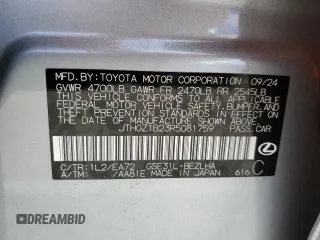 MFD. BY: TOYOTA MOTOR CORPORATION 09/24
GVWR 4700LB GAWR FR 2470LB RR 2545LB
THIS VEHICLE CONFORMS TO ALL APPLICABLE
FEDERAL MOTOR VEHICLE SAFETY, BUMPER,
AND THEFT PREVENTION STANDARDS IN EFFECT
ON THE DATE OF MANUFACTURE SHOWN ABOVE.
JTHGZ1B23R5081759 PASS. CAR
C/TR: 1L2/EA72 GSE31L-BEZLHA C
A/TM: /AA81E MADE IN JAPAN 616